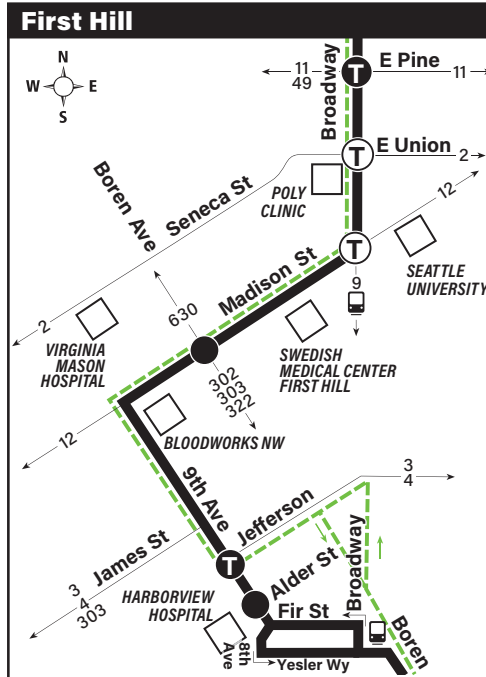 First Hill
N
W E
S
Broadway
11
49
T
E Pine
11
T
E Union
2
Boren Ave
Seneca St
POLY
CLINIC
12
T
SEATTLE
UNIVERSITY
9
Madison St
630
2
VIRGINIA
MASON
HOSPITAL
SWEDISH
MEDICAL CENTER
FIRST HILL
302
303
322
12
BLOODWORKS NW
9th Ave
Jefferson
3
4
James St
T
Alder St
Broadway
3
4
303
HARBORVIEW
HOSPITAL
Fir St
8th
Ave
Yesler Wy
Boren